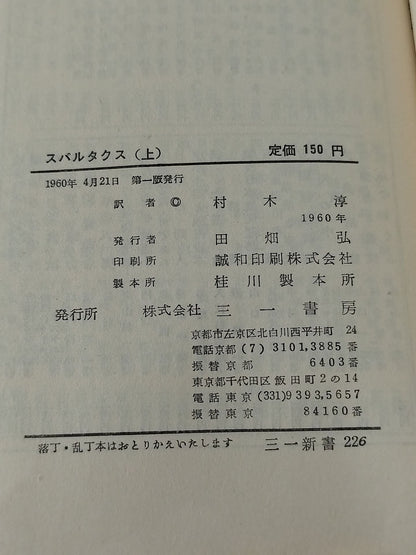 スパルタクス（上） 定価 150 円
1960年 4月21日 第一版発行
訳者 © 村木淳
1960年
発行者 田畑弘
印刷所 誠和印刷株式会社
製本所 桂川製本所
発行所 株式会社 三一書房
京都市左京区北白川西平井町 24
電話京都(7) 3101,3885 番
振替京都 6403 番
東京都千代田区飯田町2の14
電話 東京(331)9393,5657
振替東京 84160 番
落丁・乱丁本はおとりかえいたします 三一新書 226